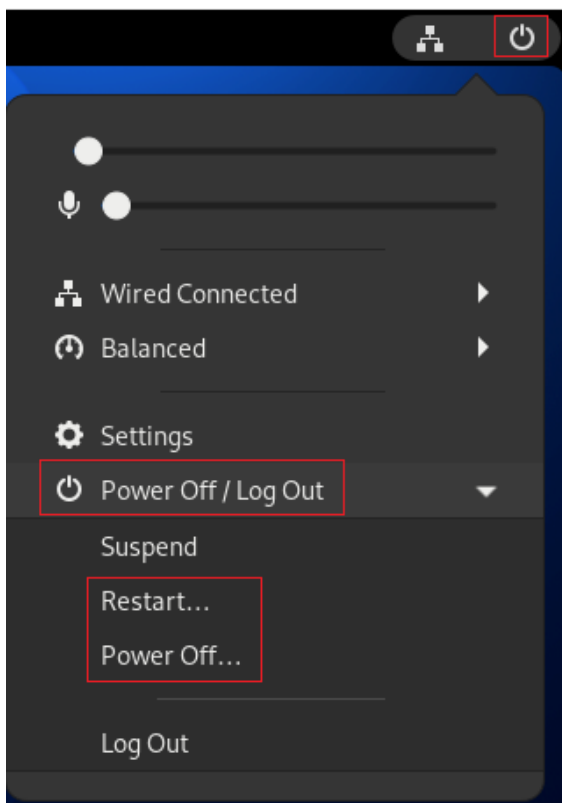 Wired Connected
Balanced
Settings
Power Off / Log Out
Suspend
Restart...
Power Off...
Log Out